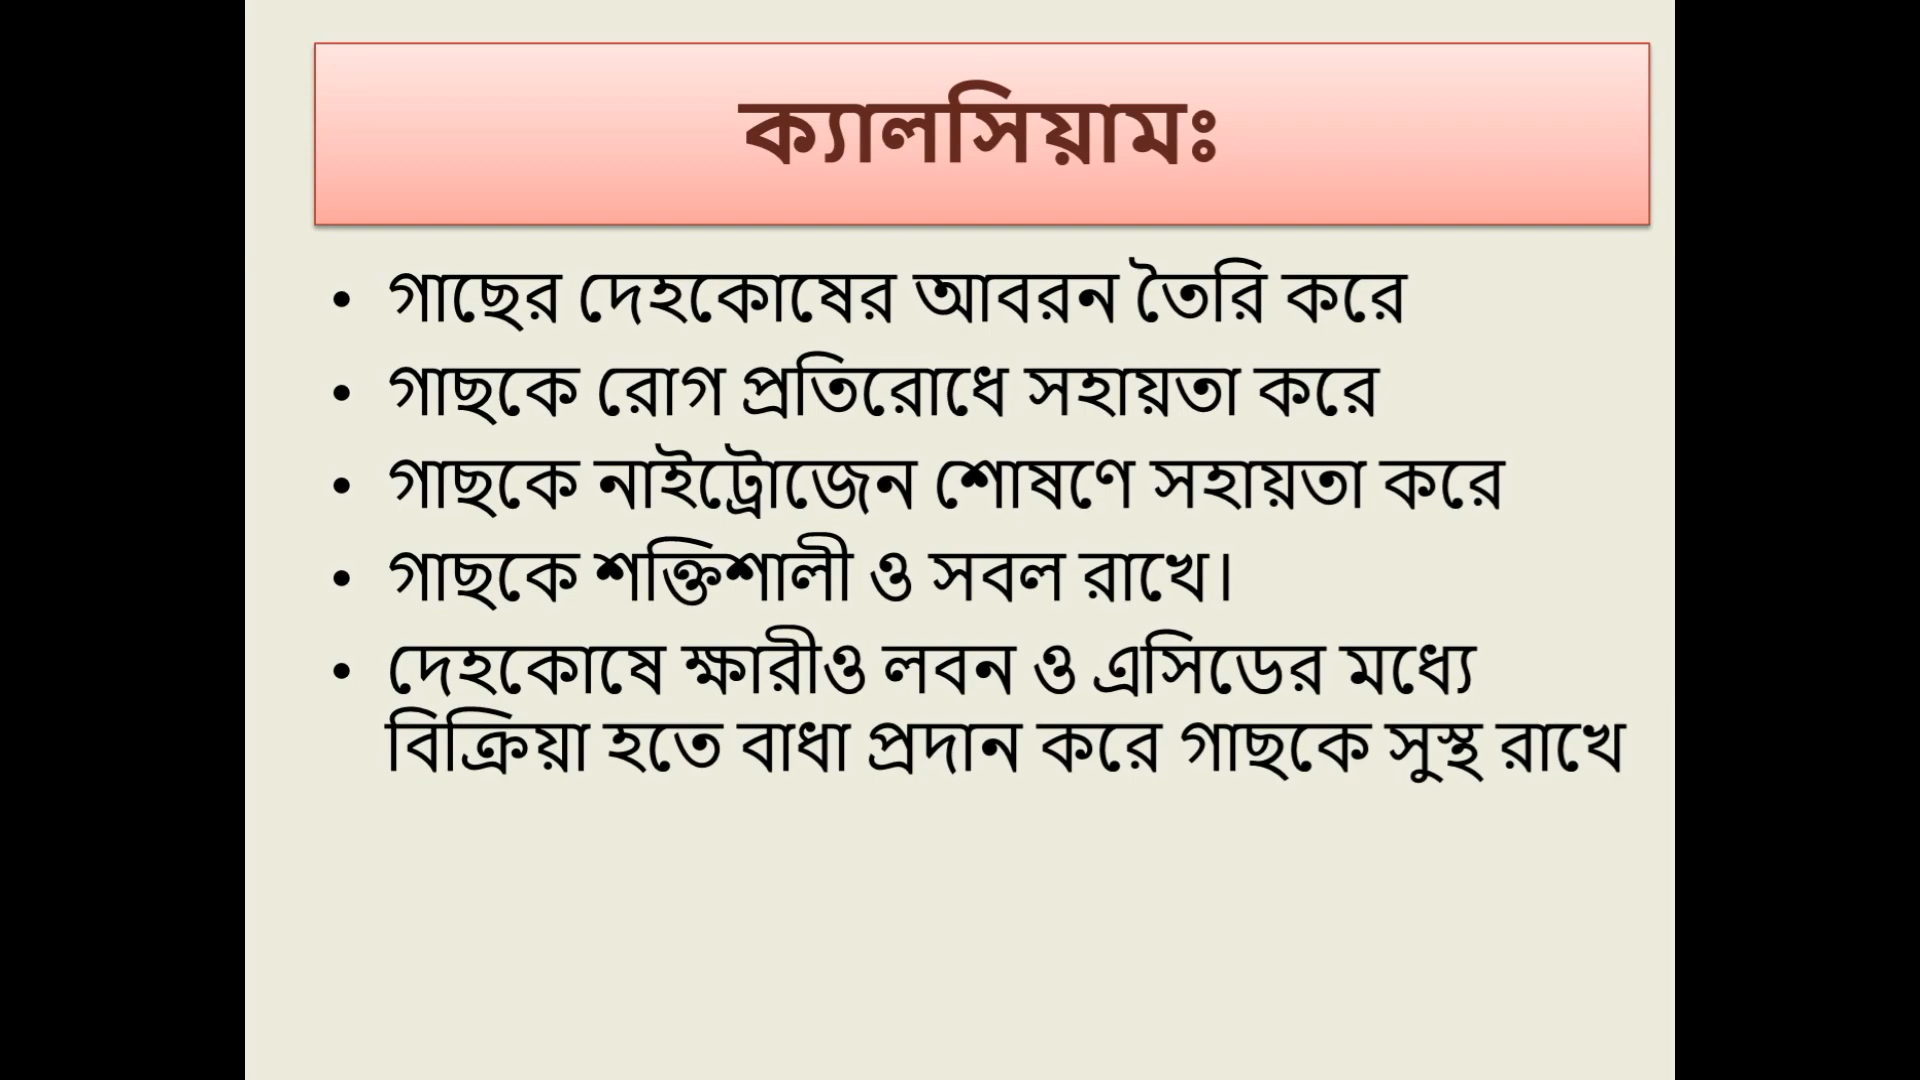 ক্যালসিয়ামঃ
• গাছের দেহকোষের আবরন তৈরি করে
• গাছকে রোগ প্রতিরোধে সহায়তা করে
• গাছকে নাইট্রোজেন শোষণে সহায়তা করে
• গাছকে শক্তিশালী ও সবল রাখে।
• দেহকোষে ক্ষারীও লবন ও এসিডের মধ্যে
বিক্রিয়া হতে বাধা প্রদান করে গাছকে সুস্থ রাখে